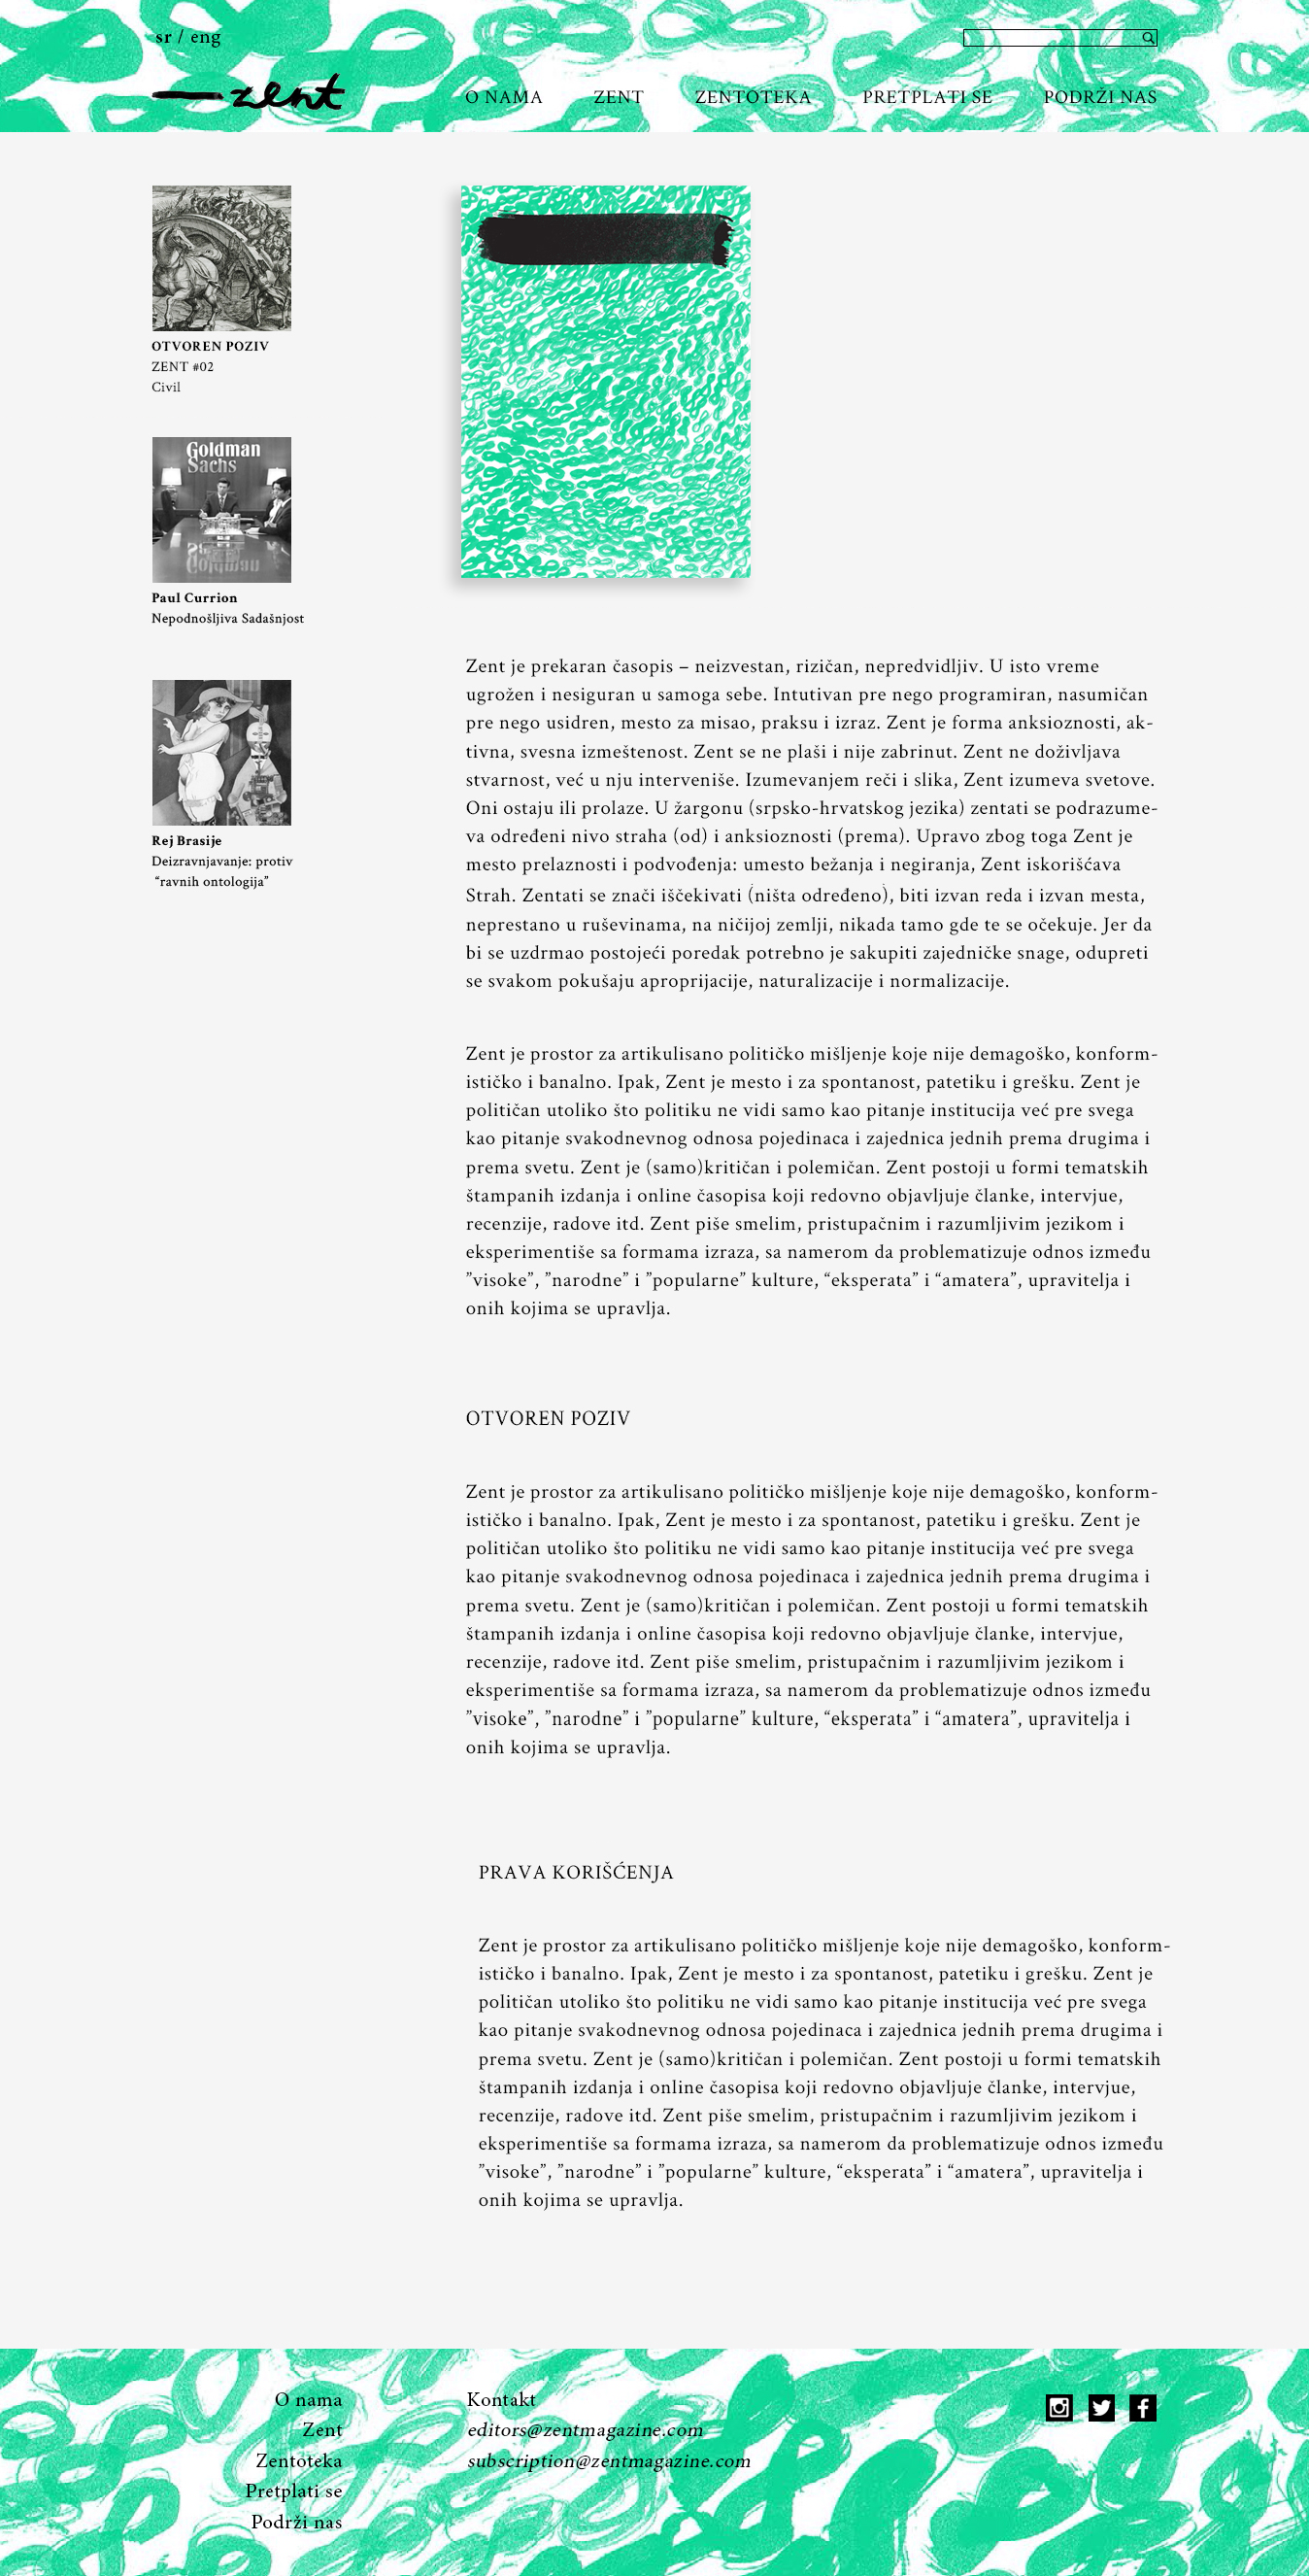 sr / eng
zent
O NAMA ZENT ZENTOTEKA PRETPLATI SE PODRŽI NAS
OTVOREN POZIV
ZENT #02
Civil
Goldman
Sachs
Paul Currion
Nepodnošljiva Sadašnjost
Rej Brasije
Deizravnjavanje: protiv
“ravnih ontologija”
Zent je prekaran časopis – neizvestan, rizičan, nepredvidljiv. U isto vreme
ugrožen i nesiguran u samoga sebe. Intutivan pre nego programiran, nasumičan
pre nego usidren, mesto za misao, praksu i izraz. Zent je forma anksioznosti, ak-
tivna, svesna izmeštenost. Zent se ne plaši i nije zabrinut. Zent ne doživljava
stvarnost, već u nju interveniše. Izumevanjem reči i slika, Zent izumeva svetove.
Oni ostaju ili prolaze. U žargonu (srpsko-hrvatskog jezika) zentati se podrazume-
va određeni nivo straha (od) i anksioznosti (prema). Upravo zbog toga Zent je
mesto prelaznosti i podvođenja: umesto bežanja i negiranja, Zent iskorišćava
Strah. Zentati se znači iščekivati (ništa određeno), biti izvan reda i izvan mesta,
neprestano u ruševinama, na ničijoj zemlji, nikada tamo gde te se očekuje. Jer da
bi se uzdrmao postojeći poredak potrebno je sakupiti zajedničke snage, odupreti
se svakom pokušaju aproprijacije, naturalizacije i normalizacije.
Zent je prostor za artikulisano političko mišljenje koje nije demagoško, konform-
ističko i banalno. Ipak, Zent je mesto i za spontanost, patetiku i grešku. Zent je
političan utoliko što politiku ne vidi samo kao pitanje institucija već pre svega
kao pitanje svakodnevnog odnosa pojedinaca i zajednica jednih prema drugima i
prema svetu. Zent je (samo)kritičan i polemičan. Zent postoji u formi tematskih
štampanih izdanja i online časopisa koji redovno objavljuje članke, intervjue,
recenzije, radove itd. Zent piše smelim, pristupačnim i razumljivim jezikom i
eksperimentiše sa formama izraza, sa namerom da problematizuje odnos između
”visoke”, ”narodne” i ”popularne” kulture, “eksperata” i “amatera”, upravitelja i
onih kojima se upravlja.
OTVOREN POZIV
Zent je prostor za artikulisano političko mišljenje koje nije demagoško, konform-
ističko i banalno. Ipak, Zent je mesto i za spontanost, patetiku i grešku. Zent je
političan utoliko što politiku ne vidi samo kao pitanje institucija već pre svega
kao pitanje svakodnevnog odnosa pojedinaca i zajednica jednih prema drugima i
prema svetu. Zent je (samo)kritičan i polemičan. Zent postoji u formi tematskih
štampanih izdanja i online časopisa koji redovno objavljuje članke, intervjue,
recenzije, radove itd. Zent piše smelim, pristupačnim i razumljivim jezikom i
eksperimentiše sa formama izraza, sa namerom da problematizuje odnos između
”visoke”, ”narodne” i ”popularne” kulture, “eksperata” i “amatera”, upravitelja i
onih kojima se upravlja.
PRAVA KORIŠĆENJA
Zent je prostor za artikulisano političko mišljenje koje nije demagoško, konform-
ističko i banalno. Ipak, Zent je mesto i za spontanost, patetiku i grešku. Zent je
političan utoliko što politiku ne vidi samo kao pitanje institucija već pre svega
kao pitanje svakodnevnog odnosa pojedinaca i zajednica jednih prema drugima i
prema svetu. Zent je (samo)kritičan i polemičan. Zent postoji u formi tematskih
štampanih izdanja i online časopisa koji redovno objavljuje članke, intervjue,
recenzije, radove itd. Zent piše smelim, pristupačnim i razumljivim jezikom i
eksperimentiše sa formama izraza, sa namerom da problematizuje odnos između
”visoke”, ”narodne” i ”popularne” kulture, “eksperata” i “amatera”, upravitelja i
onih kojima se upravlja.
O nama
Zent
Zentoteka
Pretplati se
Podrži nas
Kontakt
editors@zentmagazine.com
subscription@zentmagazine.com